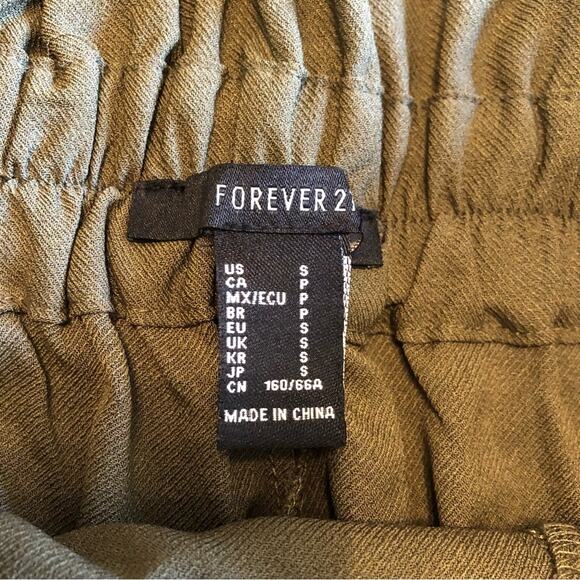 FOREVER 21
US S
CA P
MX/ECU P
BR P
EU S
UK S
KR S
JP S
CN 160/66A
MADE IN CHINA